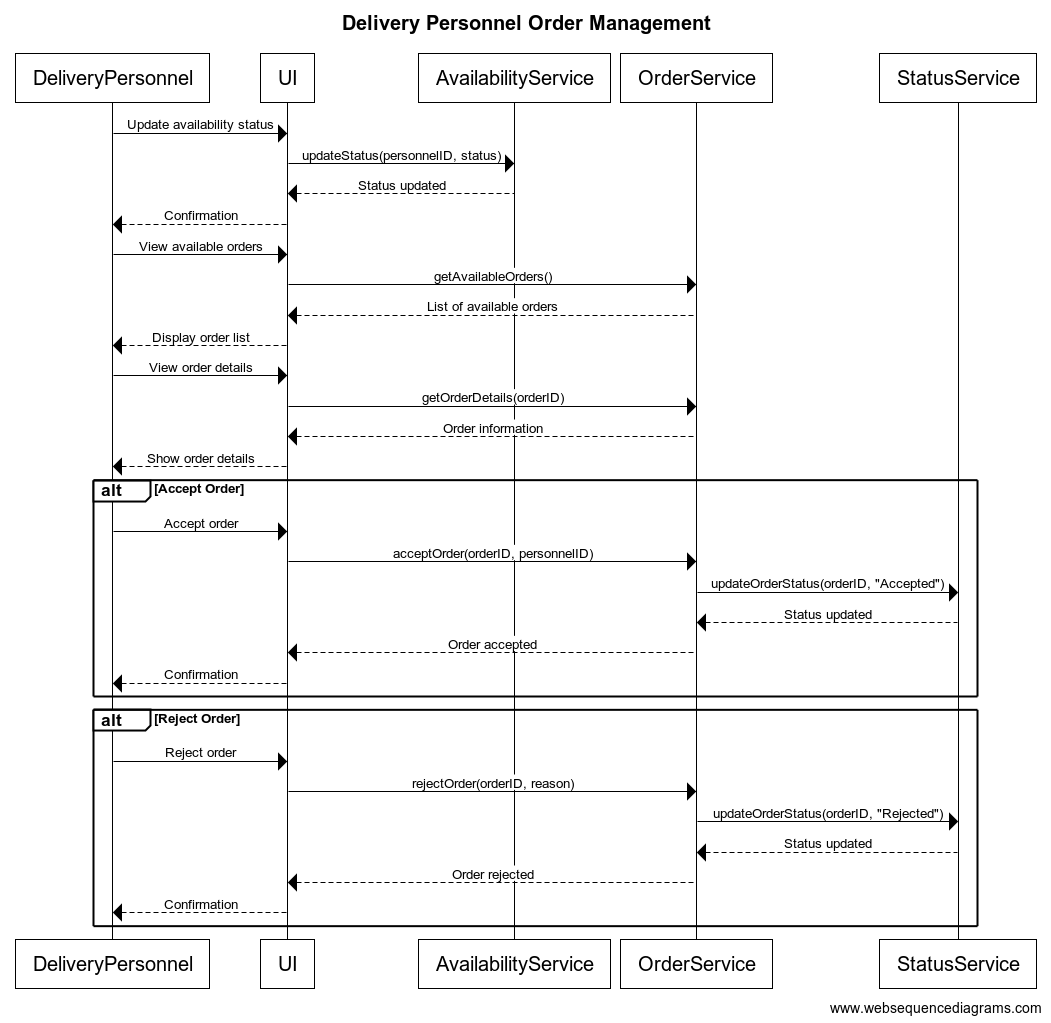 Delivery Personnel Order Management
DeliveryPersonnel UI AvailabilityService OrderService StatusService
Update availability status
updateStatus(personnelID, status)
Status updated
Confirmation
View available orders
getAvailableOrders()
List of available orders
Display order list
View order details
getOrderDetails(orderID)
Order information
Show order details
alt [Accept Order]
Accept order
acceptOrder(orderID, personnelID)
updateOrderStatus(orderID, "Accepted")
Status updated
Order accepted
Confirmation
alt [Reject Order]
Reject order
rejectOrder(orderID, reason)
updateOrderStatus(orderID, "Rejected")
Status updated
Order rejected
Confirmation
DeliveryPersonnel UI AvailabilityService OrderService StatusService
www.websequencediagrams.com